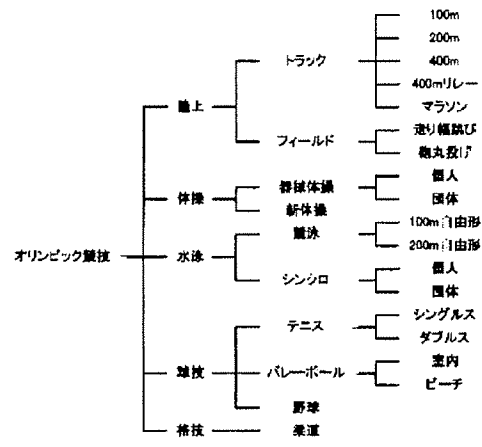 オリンピック競技
陸上
トラック
100m
200m
400m
400mリレー
マラソン
フィールド
走り幅跳び
砲丸投げ
体操
器械体操
個人
団体
新体操
水泳
競泳
100m自由形
200m自由形
シンシロ
個人
団体
球技
テニス
シングルス
ダブルス
バレーボール
室内
ビーチ
野球
格技
柔道